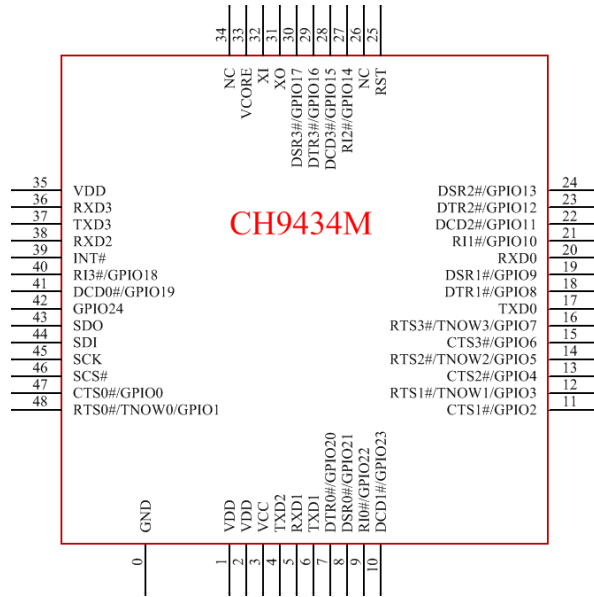 34 33 32 31 30 29 28 27 26 25
NC VCORE XI XO DSR3#/GPIO17 DTR3#/GPIO16 DCD3#/GPIO15 RI2#/GPIO14 NC RST
CH9434M
35 VDD
36 RXD3
37 TXD3
38 RXD2
39 INT#
40 RI3#/GPIO18
41 DCD0#/GPIO19
42 GPIO24
43 SDO
44 SDI
45 SCK
46 SCS#
47 CTS0#/GPIO0
48 RTS0#/TNOW0/GPIO1
DSR2#/GPIO13 24
DTR2#/GPIO12 23
DCD2#/GPIO11 22
RI1#/GPIO10 21
RXD0 20
DSR1#/GPIO9 19
DTR1#/GPIO8 18
TXD0 17
RTS3#/TNOW3/GPIO7 16
CTS3#/GPIO6 15
RTS2#/TNOW2/GPIO5 14
CTS2#/GPIO4 13
RTS1#/TNOW1/GPIO3 12
CTS1#/GPIO2 11
GND VDD VDD VCC TXD2 RXD1 TXD1 DTR0#/GPIO20 DSR0#/GPIO21 RI0#/GPIO22 DCD1#/GPIO23
0 1 2 3 4 5 6 7 8 9 10